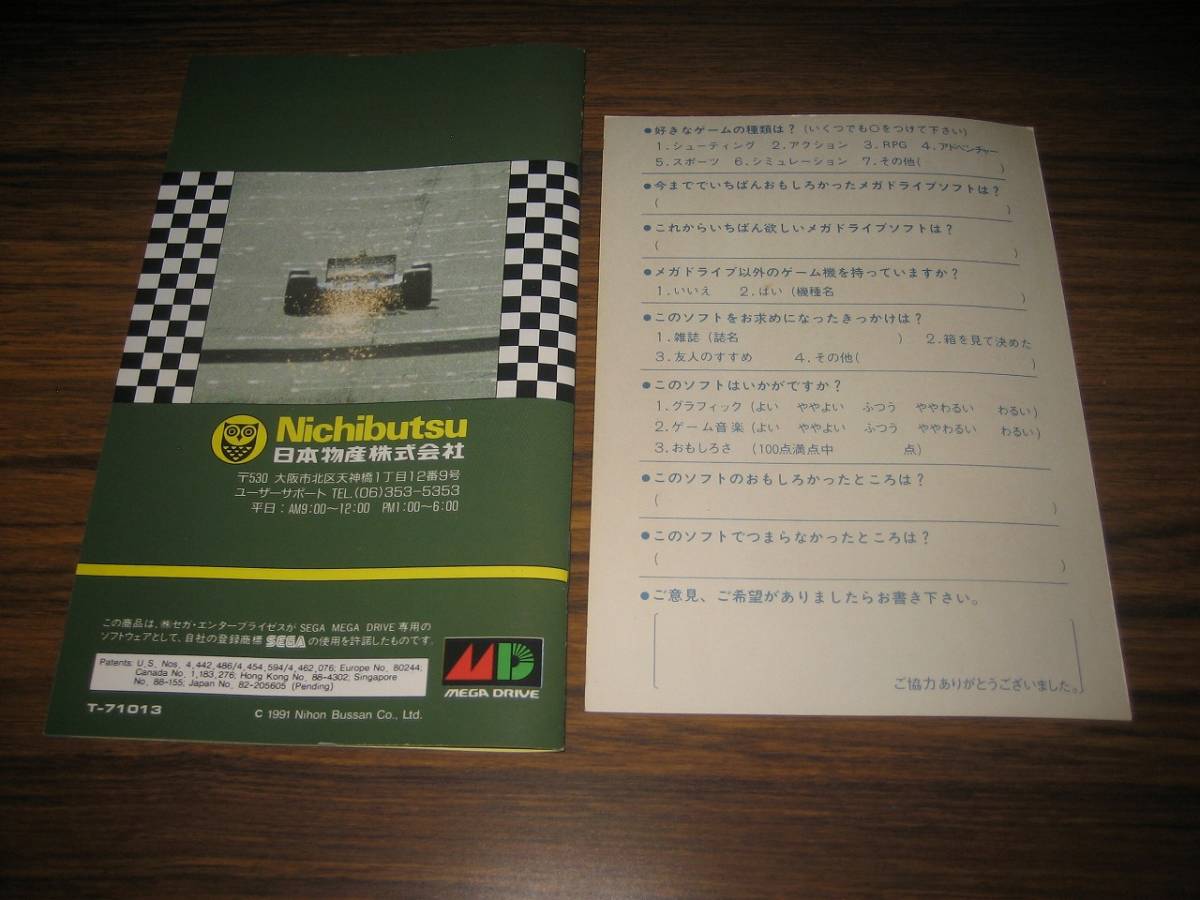 Nichibutsu
日本物産株式会社
〒530 大阪市北区天神橋1丁目12番9号
ユーザーサポート TEL.(06)353-5353
平日:AM9:00〜12:00 PM1:00〜6:00
この商品は、㈱セガ・エンタープライゼスが SEGA MEGA DRIVE 専用の
ソフトウェアとして、自社の登録商標 SEGA の使用を許諾したものです。
Patents: U.S. Nos. 4,442,486/4,454,594/4,462,076; Europe No. 80244;
Canada No. 1,183,276; Hong Kong No. 88-4302; Singapore
No. 88-155; Japan No. 82-205605 (Pending)
MEGA DRIVE
T-71013
© 1991 Nihon Bussan Co., Ltd.
●好きなゲームの種類は?(いくつでも○をつけて下さい)
1.シューティング 2.アクション 3.RPG 4.アドベンチャー
5.スポーツ 6.シミュレーション 7.その他( )
●今まででいちばんおもしろかったメガドライブソフトは?
( )
●これからいちばん欲しいメガドライブソフトは?
( )
●メガドライブ以外のゲーム機を持っていますか?
1.いいえ 2.はい(機種名 )
●このソフトをお求めになったきっかけは?
1.雑誌(誌名 ) 2.箱を見て決めた
3.友人のすすめ 4.その他( )
●このソフトはいかがですか?
1.グラフィック(よい ややよい ふつう ややわるい わるい)
2.ゲーム音楽(よい ややよい ふつう ややわるい わるい)
3.おもしろさ (100点満点中 点)
●このソフトのおもしろかったところは?
( )
●このソフトでつまらなかったところは?
( )
●ご意見、ご希望がありましたらお書き下さい。
ご協力ありがとうございました。